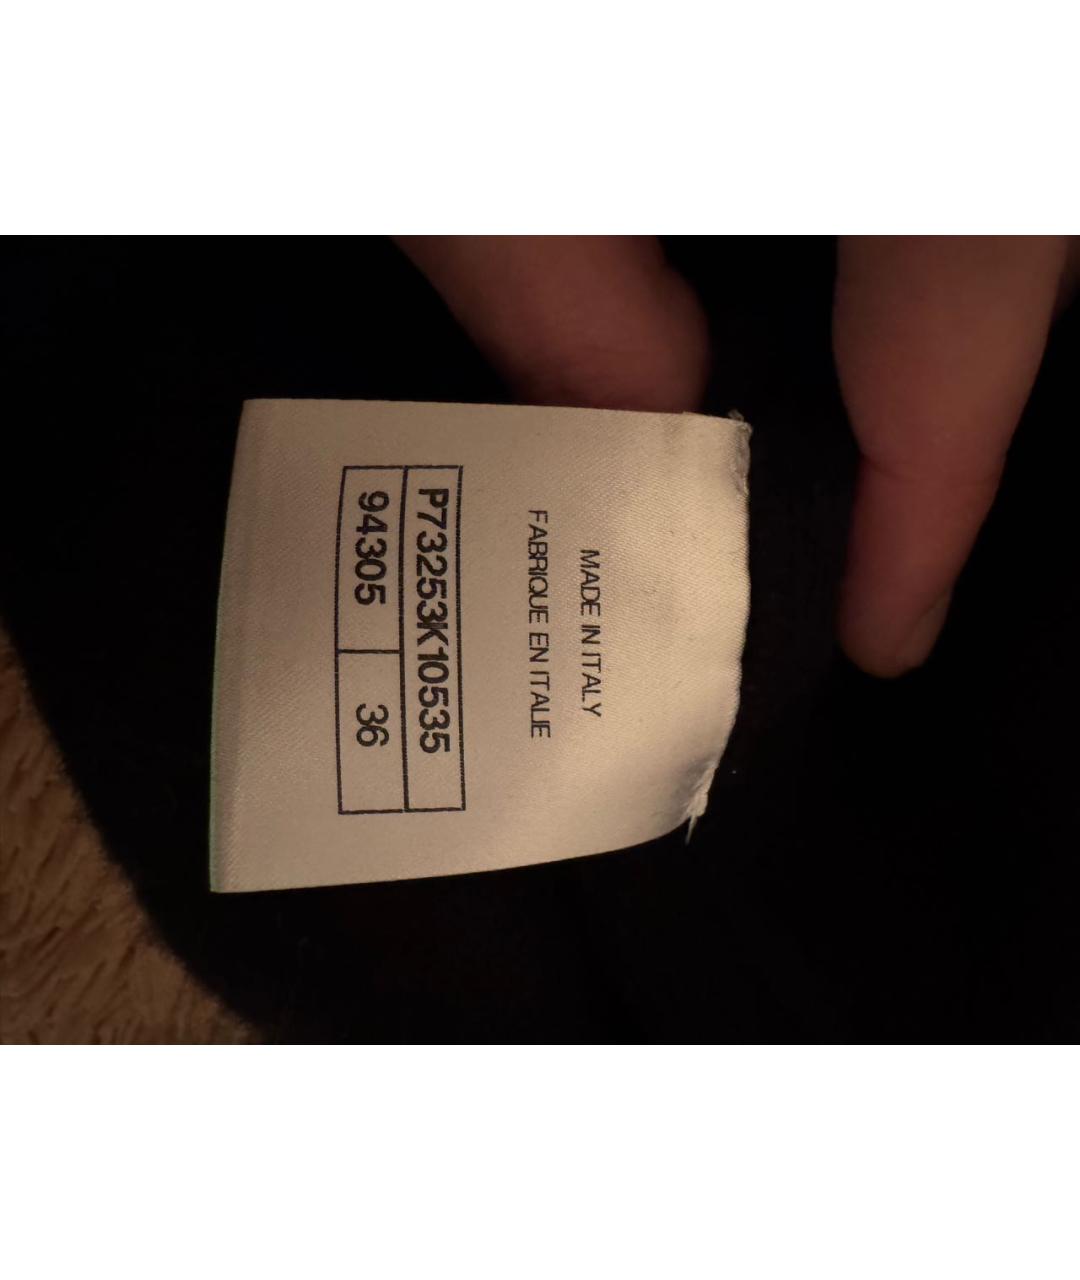 MADE IN ITALY
FABRIQUE EN ITALIE
P73253K10535
94305 36